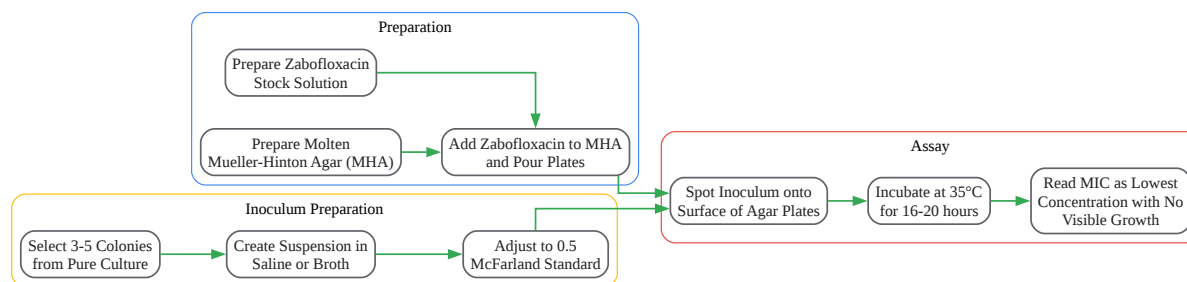 Preparation
Prepare Zabofloxacin
Stock Solution
Prepare Molten
Mueller-Hinton Agar (MHA)
Add Zabofloxacin to MHA
and Pour Plates
Inoculum Preparation
Select 3-5 Colonies
from Pure Culture
Create Suspension in
Saline or Broth
Adjust to 0.5
McFarland Standard
Assay
Spot Inoculum onto
Surface of Agar Plates
Incubate at 35°C
for 16-20 hours
Read MIC as Lowest
Concentration with No
Visible Growth